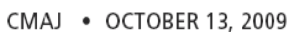 CMAJ • OCTOBER 13, 2009